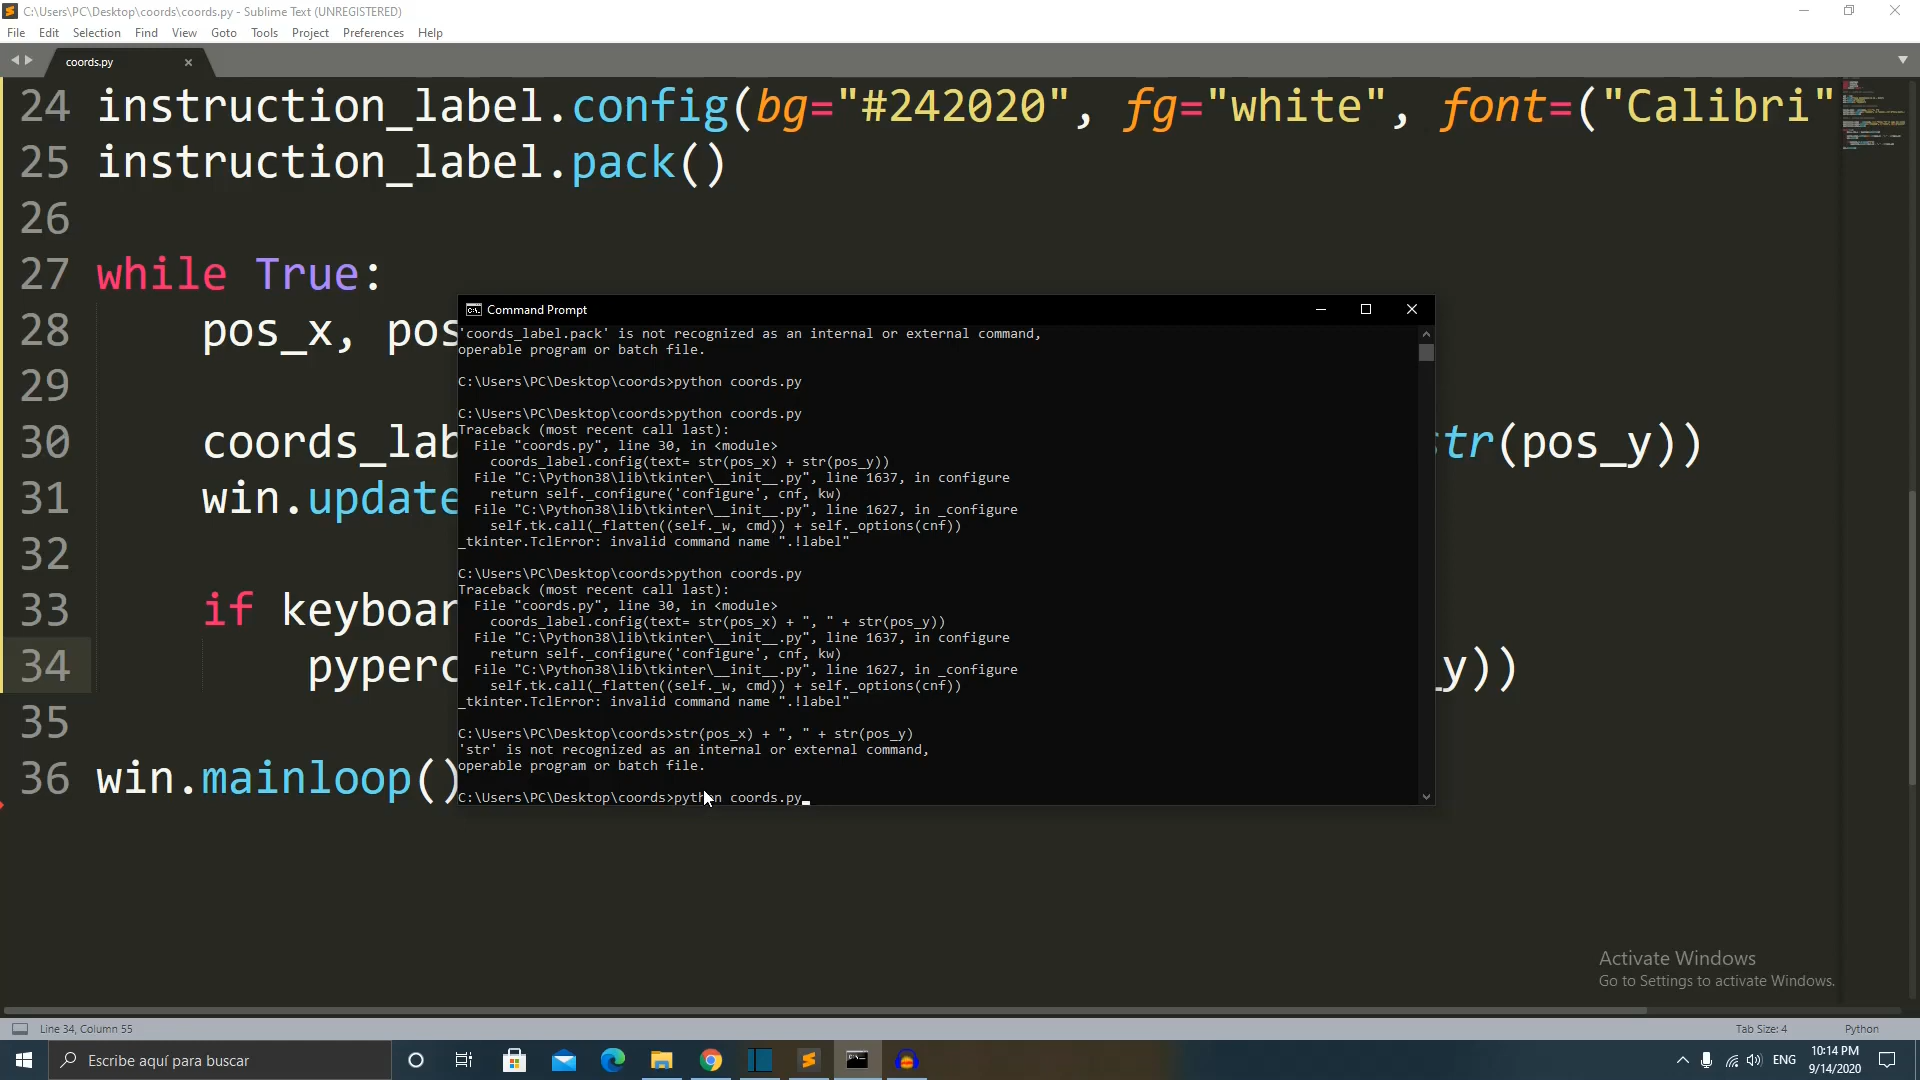 C:\Users\PC\Desktop\coords\coords.py - Sublime Text (UNREGISTERED)
File Edit Selection Find View Goto Tools Project Preferences Help
coords.py
24 instruction_label.config(bg="#242020", fg="white", font=("Calibri"
25 instruction_label.pack()
26
27 while True:
28 pos_x, pos
29
30 coords_lab str(pos_y))
31 win.update
32
33 if keyboar
34 pyperc _y))
35
36 win.mainloop()
Command Prompt
'coords_label.pack' is not recognized as an internal or external command,
operable program or batch file.
C:\Users\PC\Desktop\coords>python coords.py
C:\Users\PC\Desktop\coords>python coords.py
Traceback (most recent call last):
File "coords.py", line 30, in <module>
coords_label.config(text= str(pos_x) + str(pos_y))
File "C:\Python38\lib\tkinter\__init__.py", line 1637, in configure
return self._configure('configure', cnf, kw)
File "C:\Python38\lib\tkinter\__init__.py", line 1627, in _configure
self.tk.call(_flatten((self._w, cmd)) + self._options(cnf))
_tkinter.TclError: invalid command name ".!label"
C:\Users\PC\Desktop\coords>python coords.py
Traceback (most recent call last):
File "coords.py", line 30, in <module>
coords_label.config(text= str(pos_x) + ", " + str(pos_y))
File "C:\Python38\lib\tkinter\__init__.py", line 1637, in configure
return self._configure('configure', cnf, kw)
File "C:\Python38\lib\tkinter\__init__.py", line 1627, in _configure
self.tk.call(_flatten((self._w, cmd)) + self._options(cnf))
_tkinter.TclError: invalid command name ".!label"
C:\Users\PC\Desktop\coords>str(pos_x) + ", " + str(pos_y)
'str' is not recognized as an internal or external command,
operable program or batch file.
C:\Users\PC\Desktop\coords>python coords.py_
Activate Windows
Go to Settings to activate Windows.
Line 34, Column 55 Tab Size: 4 Python
Escribe aquí para buscar
ENG
10:14 PM
9/14/2020